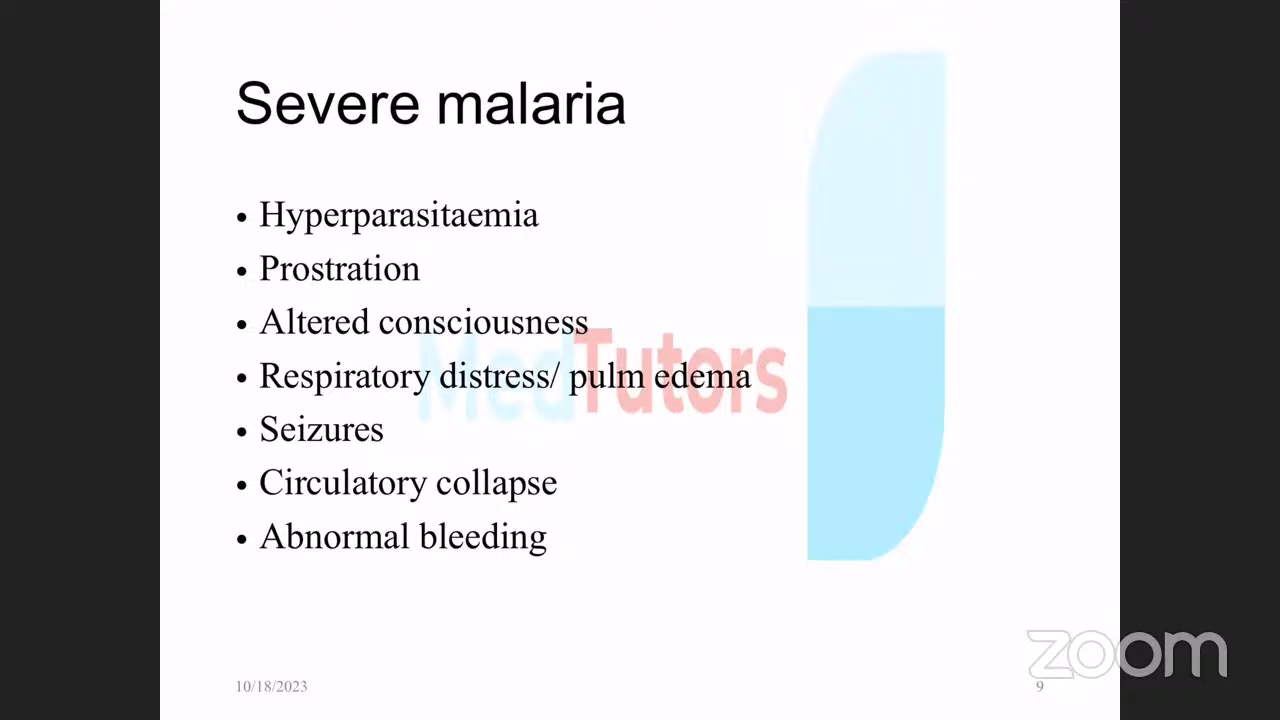 Severe malaria
• Hyperparasitaemia
• Prostration
• Altered consciousness
• Respiratory distress/ pulm edema
• Seizures
• Circulatory collapse
• Abnormal bleeding
MedTutors
10/18/2023
9
zoom